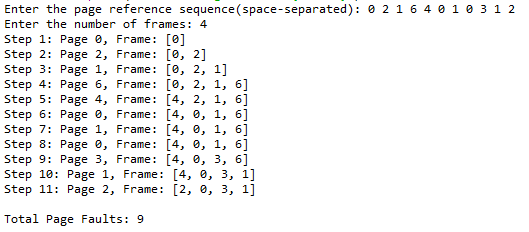 Enter the page reference sequence(space-separated): 0 2 1 6 4 0 1 0 3 1 2
Enter the number of frames: 4
Step 1: Page 0, Frame: [0]
Step 2: Page 2, Frame: [0, 2]
Step 3: Page 1, Frame: [0, 2, 1]
Step 4: Page 6, Frame: [0, 2, 1, 6]
Step 5: Page 4, Frame: [4, 2, 1, 6]
Step 6: Page 0, Frame: [4, 0, 1, 6]
Step 7: Page 1, Frame: [4, 0, 1, 6]
Step 8: Page 0, Frame: [4, 0, 1, 6]
Step 9: Page 3, Frame: [4, 0, 3, 6]
Step 10: Page 1, Frame: [4, 0, 3, 1]
Step 11: Page 2, Frame: [2, 0, 3, 1]
Total Page Faults: 9